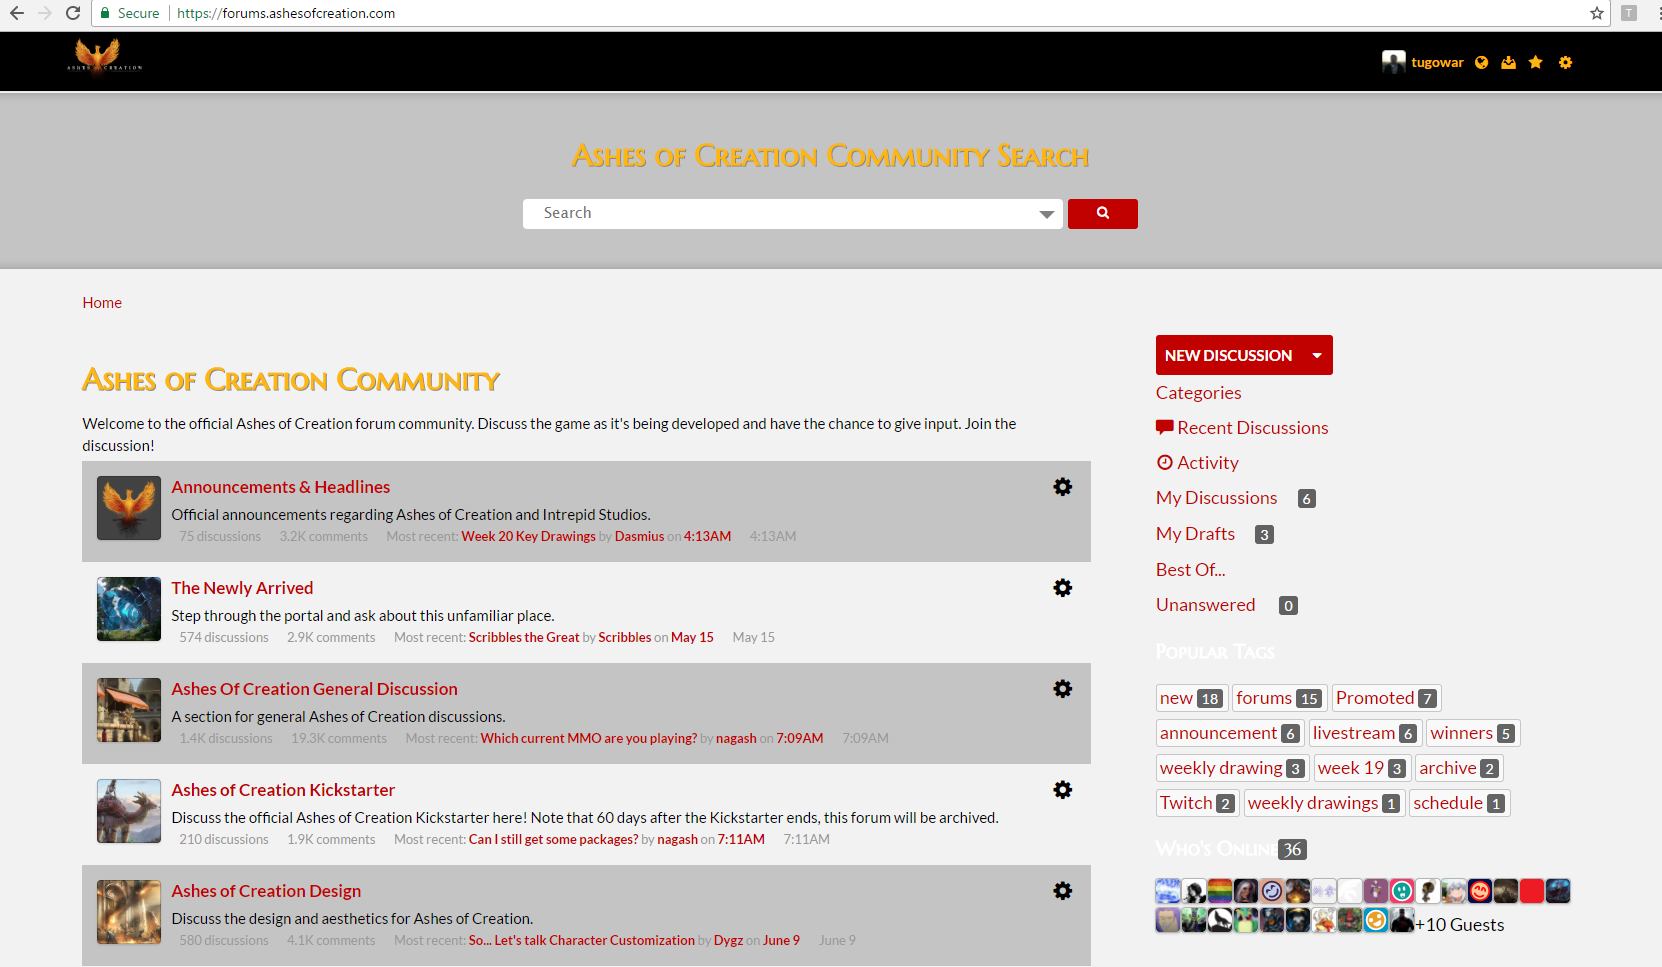 Secure https://forums.ashesofcreation.com
T
ASHES OF CREATION
tugowar
Ashes of Creation Community Search
Search
Home
Ashes of Creation Community
Welcome to the official Ashes of Creation forum community. Discuss the game as it's being developed and have the chance to give input. Join the
discussion!
Announcements & Headlines
Official announcements regarding Ashes of Creation and Intrepid Studios.
75 discussions 3.2K comments Most recent: Week 20 Key Drawings by Dasmius on 4:13AM 4:13AM
The Newly Arrived
Step through the portal and ask about this unfamiliar place.
574 discussions 2.9K comments Most recent: Scribbles the Great by Scribbles on May 15 May 15
Ashes Of Creation General Discussion
A section for general Ashes of Creation discussions.
1.4K discussions 19.3K comments Most recent: Which current MMO are you playing? by nagash on 7:09AM 7:09AM
Ashes of Creation Kickstarter
Discuss the official Ashes of Creation Kickstarter here! Note that 60 days after the Kickstarter ends, this forum will be archived.
210 discussions 1.9K comments Most recent: Can I still get some packages? by nagash on 7:11AM 7:11AM
Ashes of Creation Design
Discuss the design and aesthetics for Ashes of Creation.
580 discussions 4.1K comments Most recent: So... Let's talk Character Customization by Dygz on June 9 June 9
NEW DISCUSSION
Categories
Recent Discussions
Activity
My Discussions 6
My Drafts 3
Best Of...
Unanswered 0
Popular Tags
new 18 forums 15 Promoted 7
announcement 6 livestream 6 winners 5
weekly drawing 3 week 19 3 archive 2
Twitch 2 weekly drawings 1 schedule 1
Who's Online 36
+10 Guests